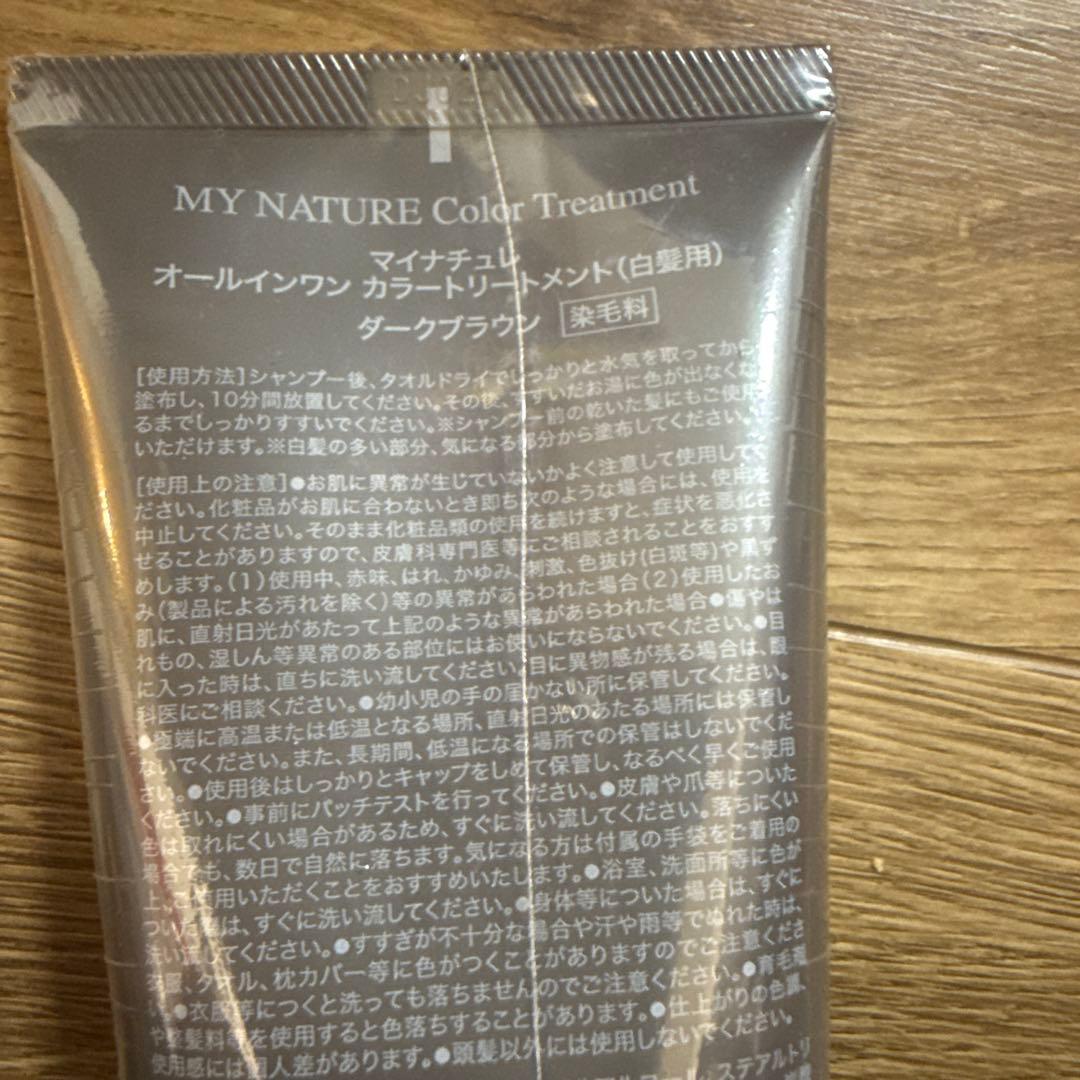 MY NATURE Color Treatment
マイナチュレ
オールインワン カラートリートメント(白髪用)
ダークブラウン 染毛料
[使用方法]シャンプー後、タオルドライでしっかりと水気を取ってから
塗布し、10分間放置してください。その後、すすいだお湯に色が出なくな
るまでしっかりすすいでください。※シャンプー前の乾いた髪にもご使用
いただけます。※白髪の多い部分、気になる部分から塗布してください。
[使用上の注意]●お肌に異常が生じていないかよく注意して使用してく
ださい。化粧品がお肌に合わないとき即ち次のような場合には、使用を
中止してください。そのまま化粧品類の使用を続けますと、症状を悪化さ
せることがありますので、皮膚科専門医等にご相談されることをおすす
めします。(1)使用中、赤味、はれ、かゆみ、刺激、色抜け(白斑等)や黒ず
み(製品による汚れを除く)等の異常があらわれた場合(2)使用したお
肌に、直射日光があたって上記のような異常があらわれた場合●傷やは
れもの、湿しん等異常のある部位にはお使いにならないでください。●目
に入った時は、直ちに洗い流してください。目に異物感が残る場合は、眼
科医にご相談ください。●幼小児の手の届かない所に保管してください。
●極端に高温または低温となる場所、直射日光のあたる場所には保管し
ないでください。また、長期間、低温になる場所での保管はしないでくだ
さい。●使用後はしっかりとキャップをしめて保管し、なるべく早くご使用
ください。●事前にパッチテストを行ってください。●皮膚や爪等についた
色は取れにくい場合があるため、すぐに洗い流してください。落ちにくい
場合でも、数日で自然に落ちます。気になる方は付属の手袋をご着用の
上、ご使用いただくことをおすすめいたします。●浴室、洗面所等に色が
ついた際は、すぐに洗い流してください。●身体等についた場合は、すぐに
洗い流してください。●すすぎが不十分な場合や汗や雨等でぬれた時は、
衣服、タオル、枕カバー等に色がつくことがありますのでご注意くださ
い。●衣服等につくと洗っても落ちませんのでご注意ください。●育毛剤
や整髪料等を使用すると色落ちすることがあります。●仕上がりの色調、
使用感には個人差があります。●頭髪以外には使用しないでください。
ステアルトリ